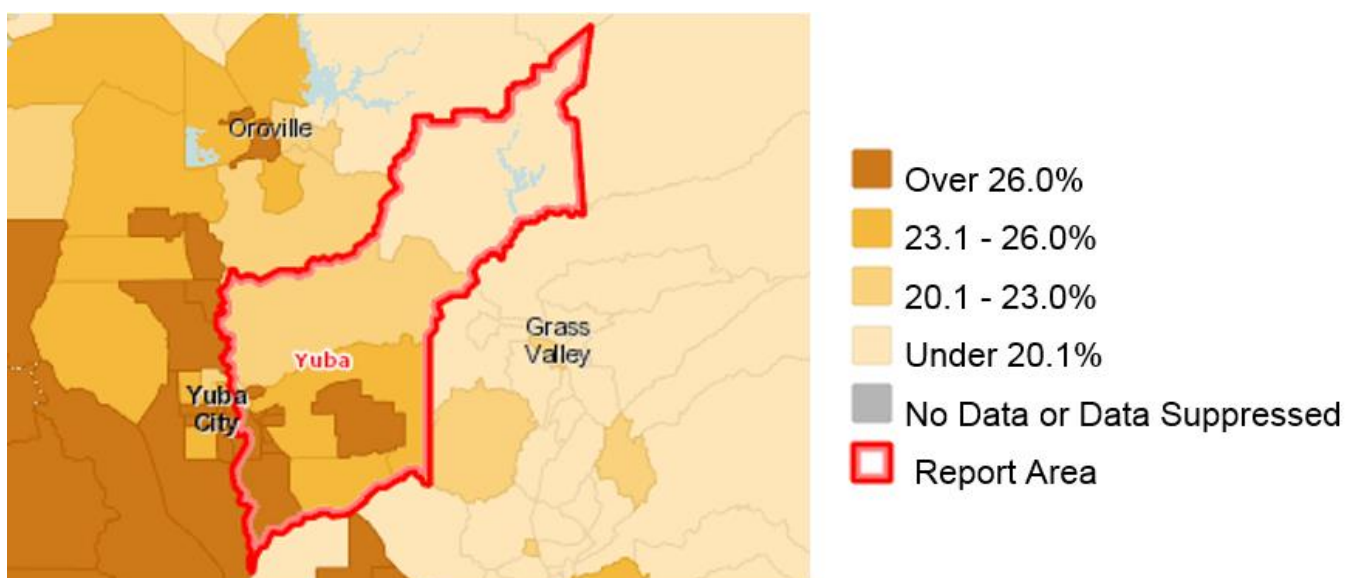 Oroville
Grass
Valley
Yuba
Yuba
City
Over 26.0%
23.1 - 26.0%
20.1 - 23.0%
Under 20.1%
No Data or Data Suppressed
Report Area